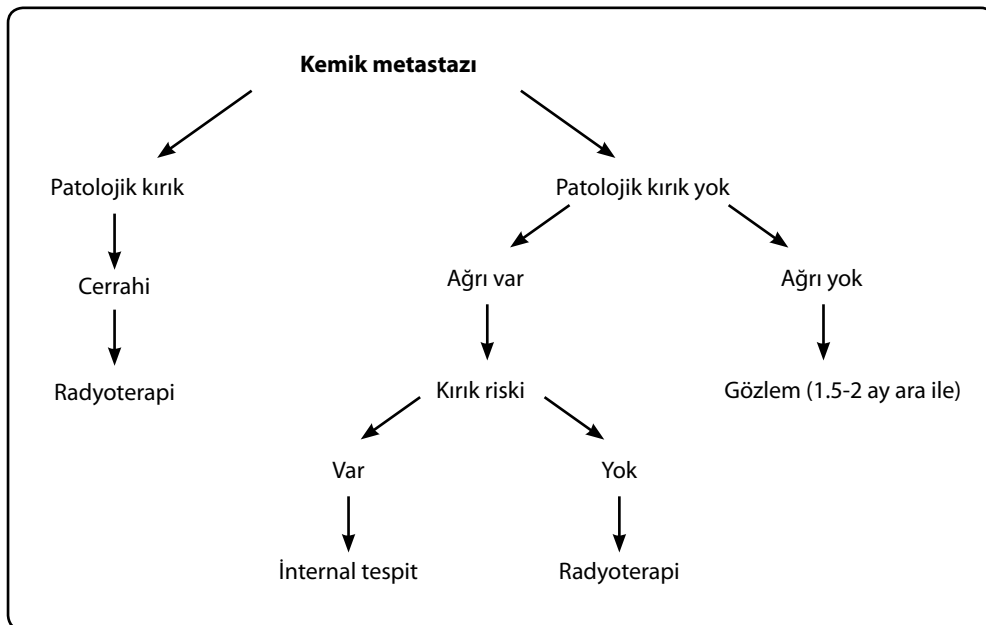 Kemik metastazı
Patolojik kırık
Patolojik kırık yok
Cerrahi
Ağrı var
Ağrı yok
Radyoterapi
Kırık riski
Gözlem (1.5-2 ay ara ile)
Var
Yok
İnternal tespit
Radyoterapi